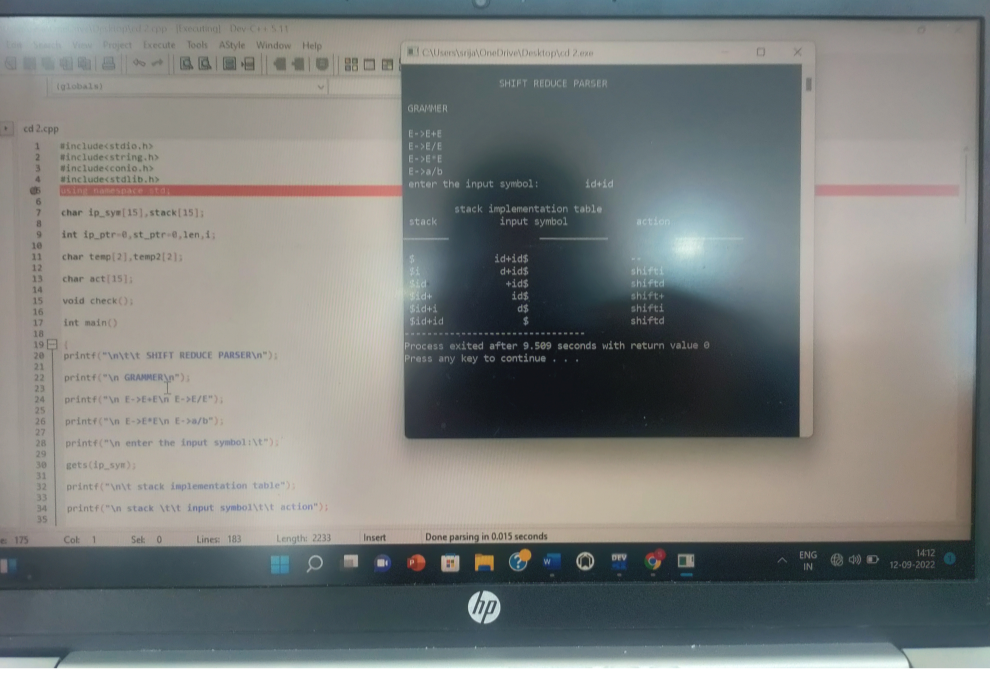 cd 2.cpp [Executing] - Dev-C++ 5.11
Search View Project Execute Tools AStyle Window Help
(globals)
cd 2.cpp
1 #include<stdio.h>
2 #include<string.h>
3 #include<conio.h>
4 #include<stdlib.h>
using namespace std;
6
7 char ip_sym[15],stack[15];
8
9 int ip_ptr=0,st_ptr=0,len,i;
10
11 char temp[2],temp2[2];
12
13 char act[15];
14
15 void check();
16
17 int main()
18
19 {
20 printf("\n\t\t SHIFT REDUCE PARSER\n");
21
22 printf("\n GRAMMER\n");
23
24 printf("\n E->E+E\n E->E/E");
25
26 printf("\n E->E*E\n E->a/b");
27
28 printf("\n enter the input symbol:\t");
29
30 gets(ip_sym);
31
32 printf("\n\t stack implementation table");
33
34 printf("\n stack \t\t input symbol\t\t action");
35
C:\Users\srija\OneDrive\Desktop\cd 2.exe
SHIFT REDUCE PARSER
GRAMMER
E->E+E
E->E/E
E->E*E
E->a/b
enter the input symbol: id+id
stack implementation table
stack input symbol action
$ id+id$ --
$i d+id$ shifti
$id +id$ shiftd
$id+ id$ shift+
$id+i d$ shifti
$id+id $ shiftd
--------------------------------
Process exited after 9.509 seconds with return value 0
Press any key to continue . . .
175 Col: 1 Sel: 0 Lines: 183 Length: 2233 Insert Done parsing in 0.015 seconds
DEV
ENG
IN
14:12
12-09-2022
hp